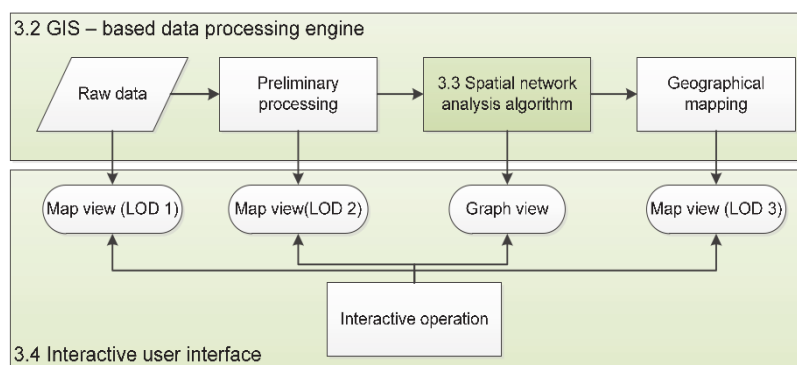 3.2 GIS – based data processing engine
Raw data
Preliminary
processing
3.3 Spatial network
analysis algorithm
Geographical
mapping
Map view (LOD 1)
Map view(LOD 2)
Graph view
Map view (LOD 3)
Interactive operation
3.4 Interactive user interface